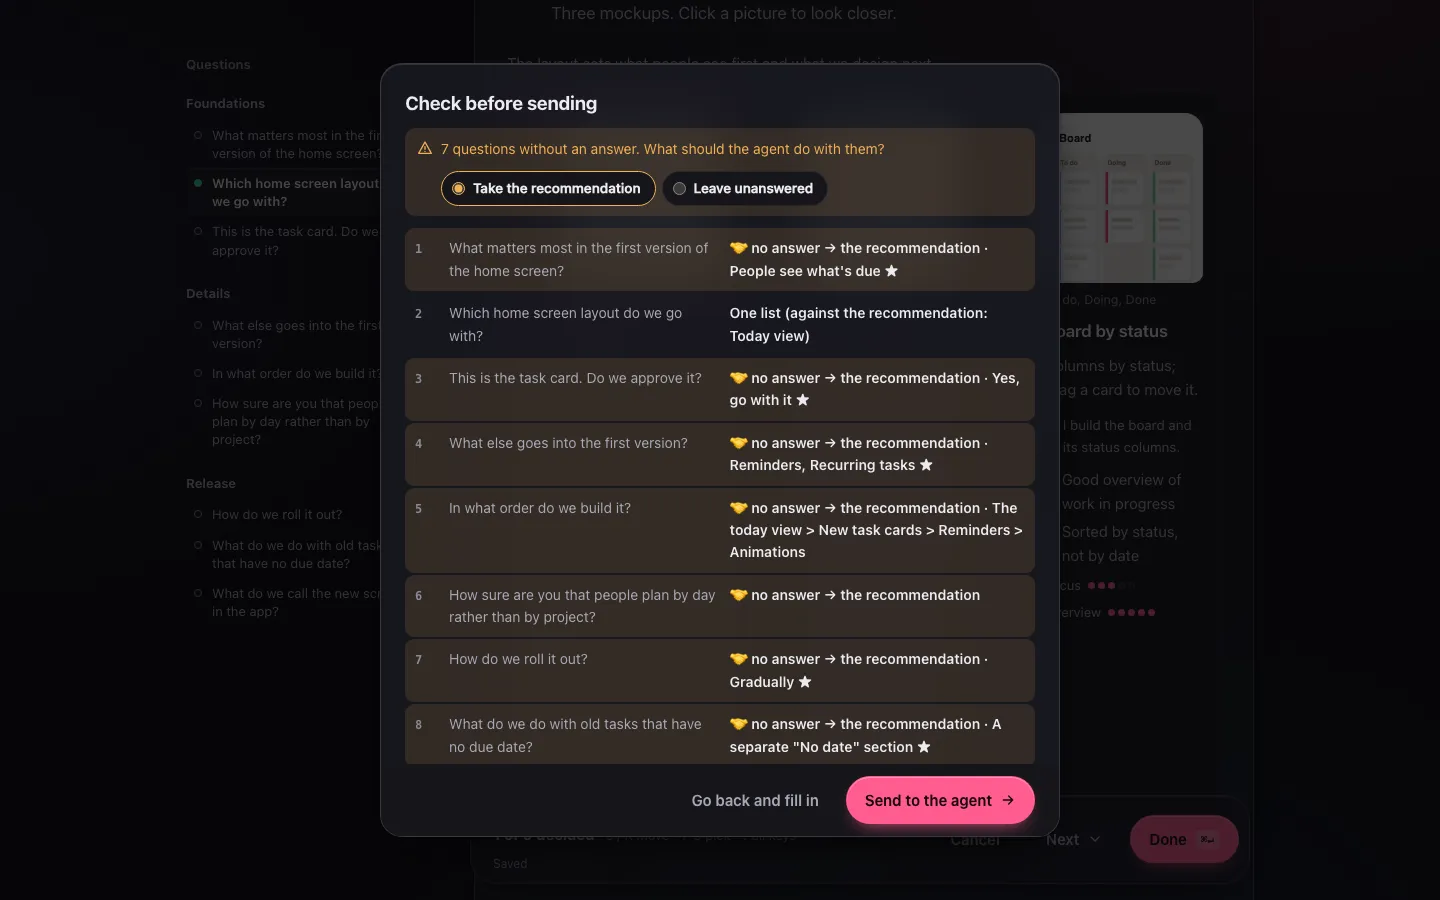 Three mockups. Click a picture to look closer.
Questions
Foundations
What matters most in the fir
version of the home screen?
Which home screen layout
we go with?
This is the task card. Do we
approve it?
Details
What else goes into the first
version?
In what order do we build it?
How sure are you that peop
plan by day rather than by
project?
Release
How do we roll it out?
What do we do with old task
that have no due date?
What do we call the new scr
in the app?
Check before sending
7 questions without an answer. What should the agent do with them?
Take the recommendation
Leave unanswered
1 What matters most in the first version of
the home screen?
🤝 no answer → the recommendation ·
People see what's due ★
2 Which home screen layout do we go
with?
One list (against the recommendation:
Today view)
3 This is the task card. Do we approve it?
🤝 no answer → the recommendation · Yes,
go with it ★
4 What else goes into the first version?
🤝 no answer → the recommendation ·
Reminders, Recurring tasks ★
5 In what order do we build it?
🤝 no answer → the recommendation · The
today view > New task cards > Reminders >
Animations
6 How sure are you that people plan by day
rather than by project?
🤝 no answer → the recommendation
7 How do we roll it out?
🤝 no answer → the recommendation ·
Gradually ★
8 What do we do with old tasks that have
no due date?
🤝 no answer → the recommendation · A
separate "No date" section ★
Go back and fill in
Send to the agent →
Board
To do Doing Done
do, Doing, Done
oard by status
olumns by status;
ag a card to move it.
I build the board and
its status columns.
Good overview of
work in progress
Sorted by status,
not by date
cus
erview
Cancel
Next
Done
Saved